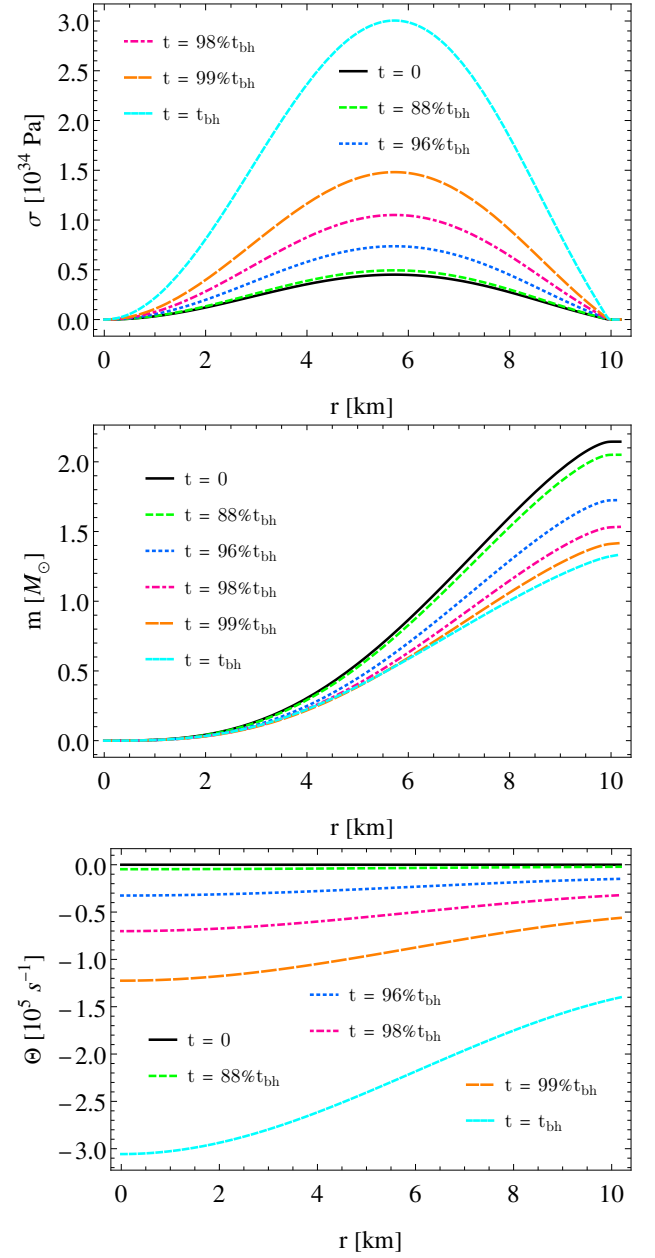 σ [10^34 Pa]
3.0
2.5
2.0
1.5
1.0
0.5
0.0
t = 98%t_bh
t = 99%t_bh
t = t_bh
t = 0
t = 88%t_bh
t = 96%t_bh
0 2 4 6 8 10
r [km]
m [M_⊙]
2.0
1.5
1.0
0.5
0.0
t = 0
t = 88%t_bh
t = 96%t_bh
t = 98%t_bh
t = 99%t_bh
t = t_bh
0 2 4 6 8 10
r [km]
Θ [10^5 s^−1]
0.0
−0.5
−1.0
−1.5
−2.0
−2.5
−3.0
t = 0
t = 88%t_bh
t = 96%t_bh
t = 98%t_bh
t = 99%t_bh
t = t_bh
0 2 4 6 8 10
r [km]